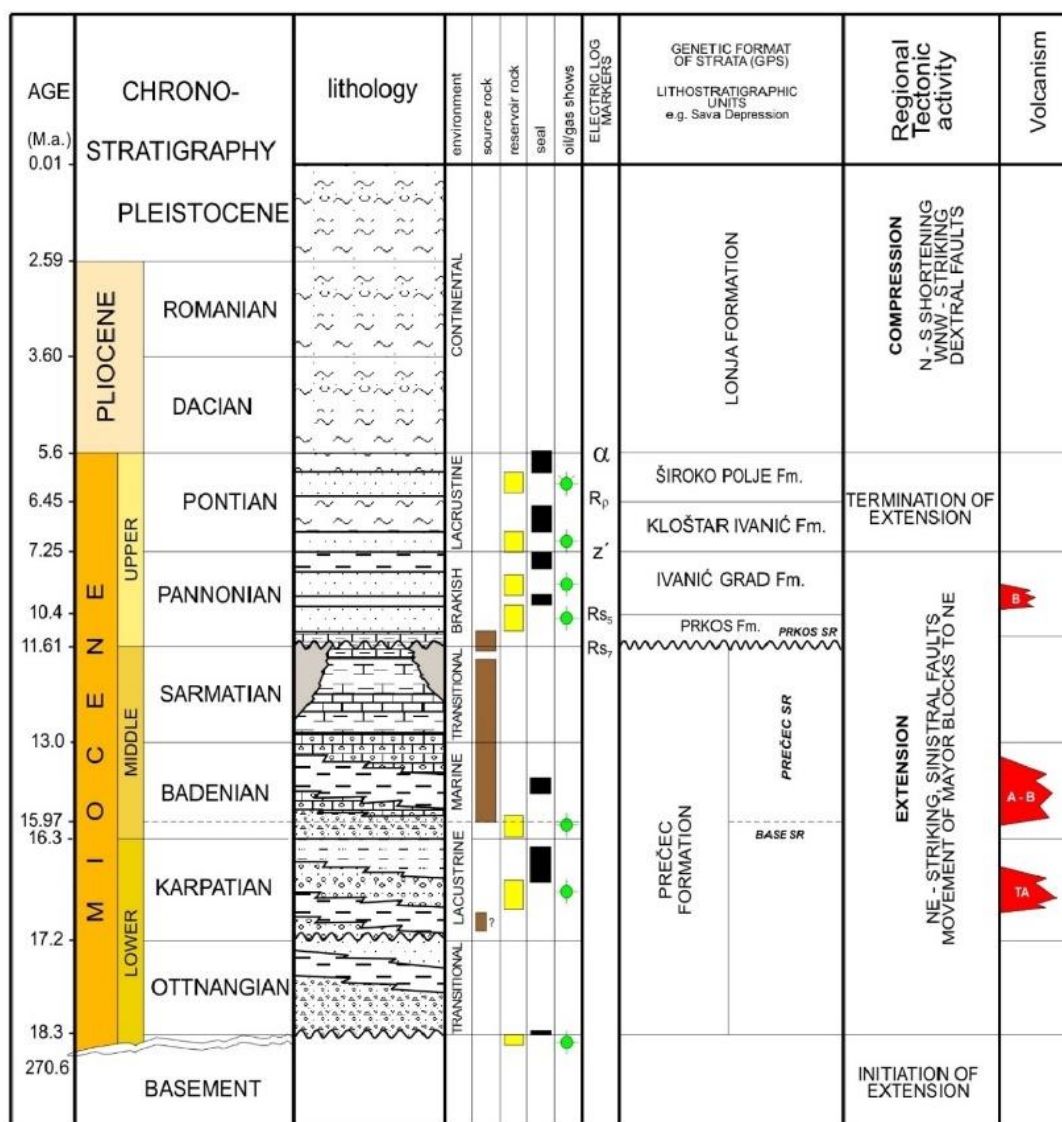 AGE
(M.a.)
CHRONO-
STRATIGRAPHY
lithology
environment
source rock
reservoir rock
seal
oil/gas shows
ELECTRIC LOG
MARKERS
GENETIC FORMAT
OF STRATA (GPS)
LITHOSTRATIGRAPHIC
UNITS
e.g. Sava Depression
Regional
Tectonic
activity
Volcanism
0.01
2.59
3.60
5.6
6.45
7.25
10.4
11.61
13.0
15.97
16.3
17.2
18.3
270.6
PLIOCENE
MIOCENE
UPPER
MIDDLE
LOWER
PLEISTOCENE
ROMANIAN
DACIAN
PONTIAN
PANNONIAN
SARMATIAN
BADENIAN
KARPATIAN
OTTNANGIAN
BASEMENT
CONTINENTAL
LACRUSTINE
BRAKISH
TRANSITIONAL
MARINE
LACUSTRINE
TRANSITIONAL
?
α
Rρ
z´
Rs5
Rs7
LONJA FORMATION
ŠIROKO POLJE Fm.
KLOŠTAR IVANIĆ Fm.
IVANIĆ GRAD Fm.
PRKOS Fm.
PRKOS SR
PREČEC SR
BASE SR
PREČEC
FORMATION
COMPRESSION
N - S SHORTENING
WNW - STRIKING
DEXTRAL FAULTS
TERMINATION OF
EXTENSION
EXTENSION
NE - STRIKING, SINISTRAL FAULTS
MOVEMENT OF MAYOR BLOCKS TO NE
INITIATION OF
EXTENSION
B
A - B
TA